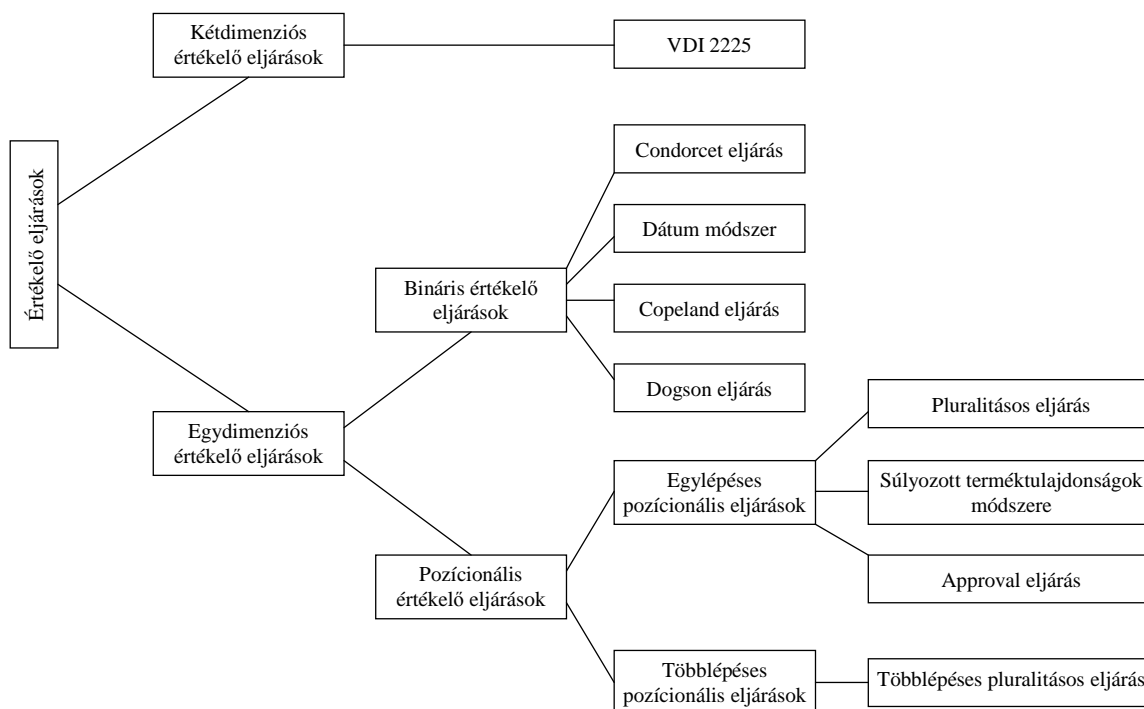 Kétdimenziós
értékelő eljárások
VDI 2225
Condorcet eljárás
Értékelő eljárások
Dátum módszer
Bináris értékelő
eljárások
Copeland eljárás
Dogson eljárás
Pluralitásos eljárás
Egydimenziós
értékelő eljárások
Egylépéses
pozícionális eljárások
Súlyozott terméktulajdonságok
módszere
Pozícionális
értékelő eljárások
Approval eljárás
Többlépéses
pozícionális eljárások
Többlépéses pluralitásos eljárás